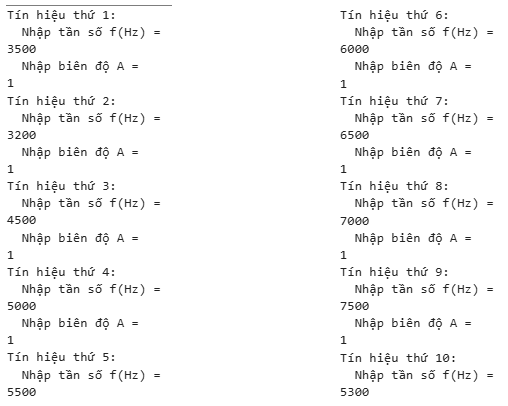 Tín hiệu thứ 1:
Nhập tần số f(Hz) =
3500
Nhập biên độ A =
1
Tín hiệu thứ 2:
Nhập tần số f(Hz) =
3200
Nhập biên độ A =
1
Tín hiệu thứ 3:
Nhập tần số f(Hz) =
4500
Nhập biên độ A =
1
Tín hiệu thứ 4:
Nhập tần số f(Hz) =
5000
Nhập biên độ A =
1
Tín hiệu thứ 5:
Nhập tần số f(Hz) =
5500
Tín hiệu thứ 6:
Nhập tần số f(Hz) =
6000
Nhập biên độ A =
1
Tín hiệu thứ 7:
Nhập tần số f(Hz) =
6500
Nhập biên độ A =
1
Tín hiệu thứ 8:
Nhập tần số f(Hz) =
7000
Nhập biên độ A =
1
Tín hiệu thứ 9:
Nhập tần số f(Hz) =
7500
Nhập biên độ A =
1
Tín hiệu thứ 10:
Nhập tần số f(Hz) =
5300